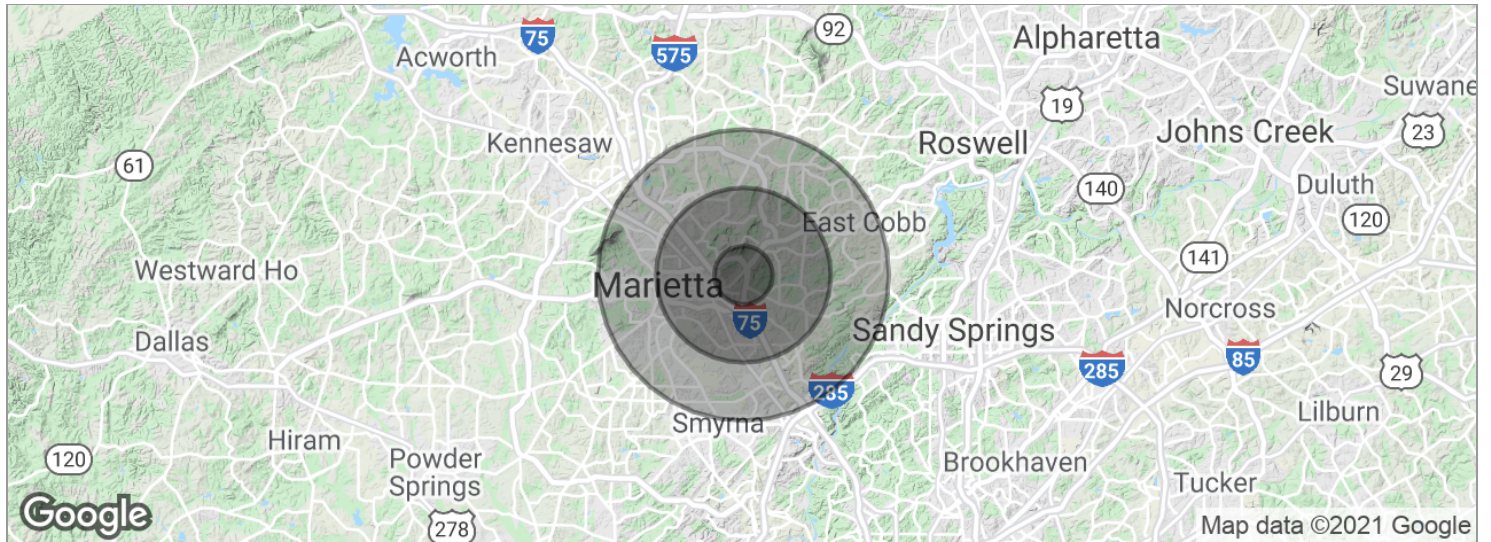 92
Alpharetta
75
575
Acworth
Suwane
19
Kennesaw
Roswell
Johns Creek
23
61
140
Duluth
East Cobb
120
141
Westward Ho
Marietta
Norcross
75
Sandy Springs
Dallas
85
285
29
285
Lilburn
Smyrna
Hiram
120
Powder
Springs
Brookhaven
Tucker
Google
278
Map data ©2021 Google